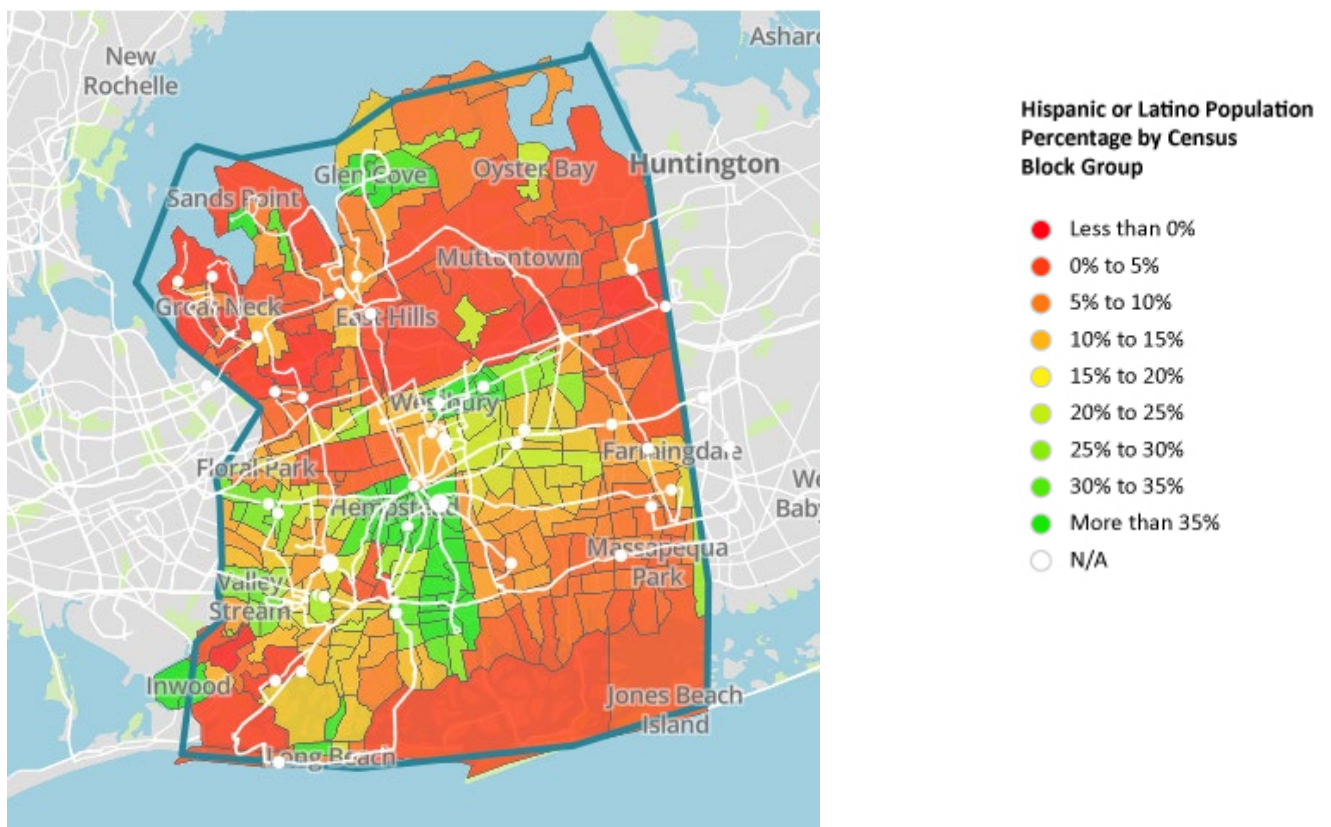 New
Rochelle
Huntington
Glen Cove
Oyster Bay
Sands Point
Muttontown
Great Neck
East Hills
Westbury
Farmingdale
Floral Park
Hempstead
Massapequa
Park
Valley
Stream
Inwood
Jones Beach
Island
Long Beach
Hispanic or Latino Population
Percentage by Census
Block Group
Less than 0%
0% to 5%
5% to 10%
10% to 15%
15% to 20%
20% to 25%
25% to 30%
30% to 35%
More than 35%
N/A